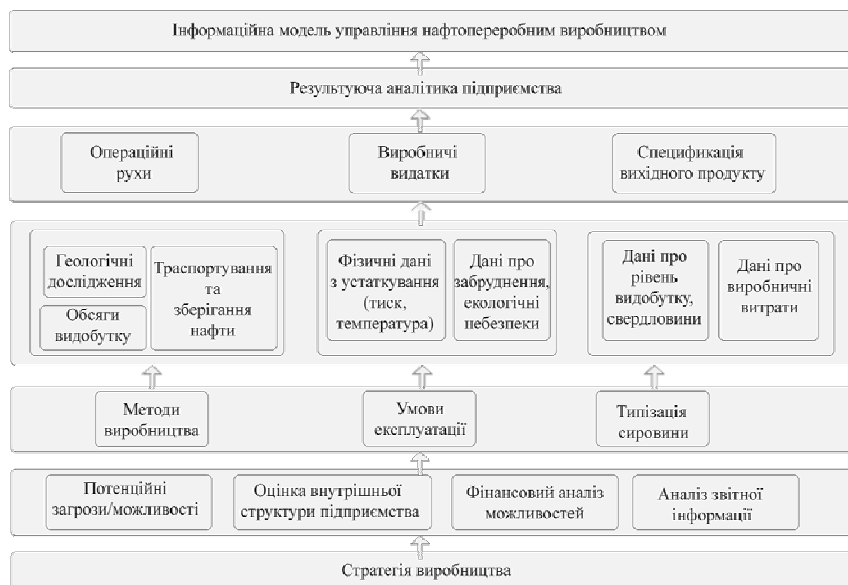 Інформаційна модель управління нафтопереробним виробництвом
Результуюча аналітика підприємства
Операційні
рухи
Виробничі
видатки
Спецификація
вихідного продукту
Геологічні
дослідження
Обсяги
видобутку
Траспортування
та
зберігання
нафти
Фізичні дані
з устаткування
(тиск,
температура)
Дані про
забруднення,
екологічні
небезпеки
Дані про
рівень
видобутку,
свердловини
Дані про
виробничні
витрати
Методи
виробництва
Умови
експлуатації
Типізація
сировини
Потенційні
загрози/можливості
Оцінка внутрішньої
структури підприємства
Фінансовий аналіз
можливостей
Аналіз звітної
інформації
Стратегія виробництва